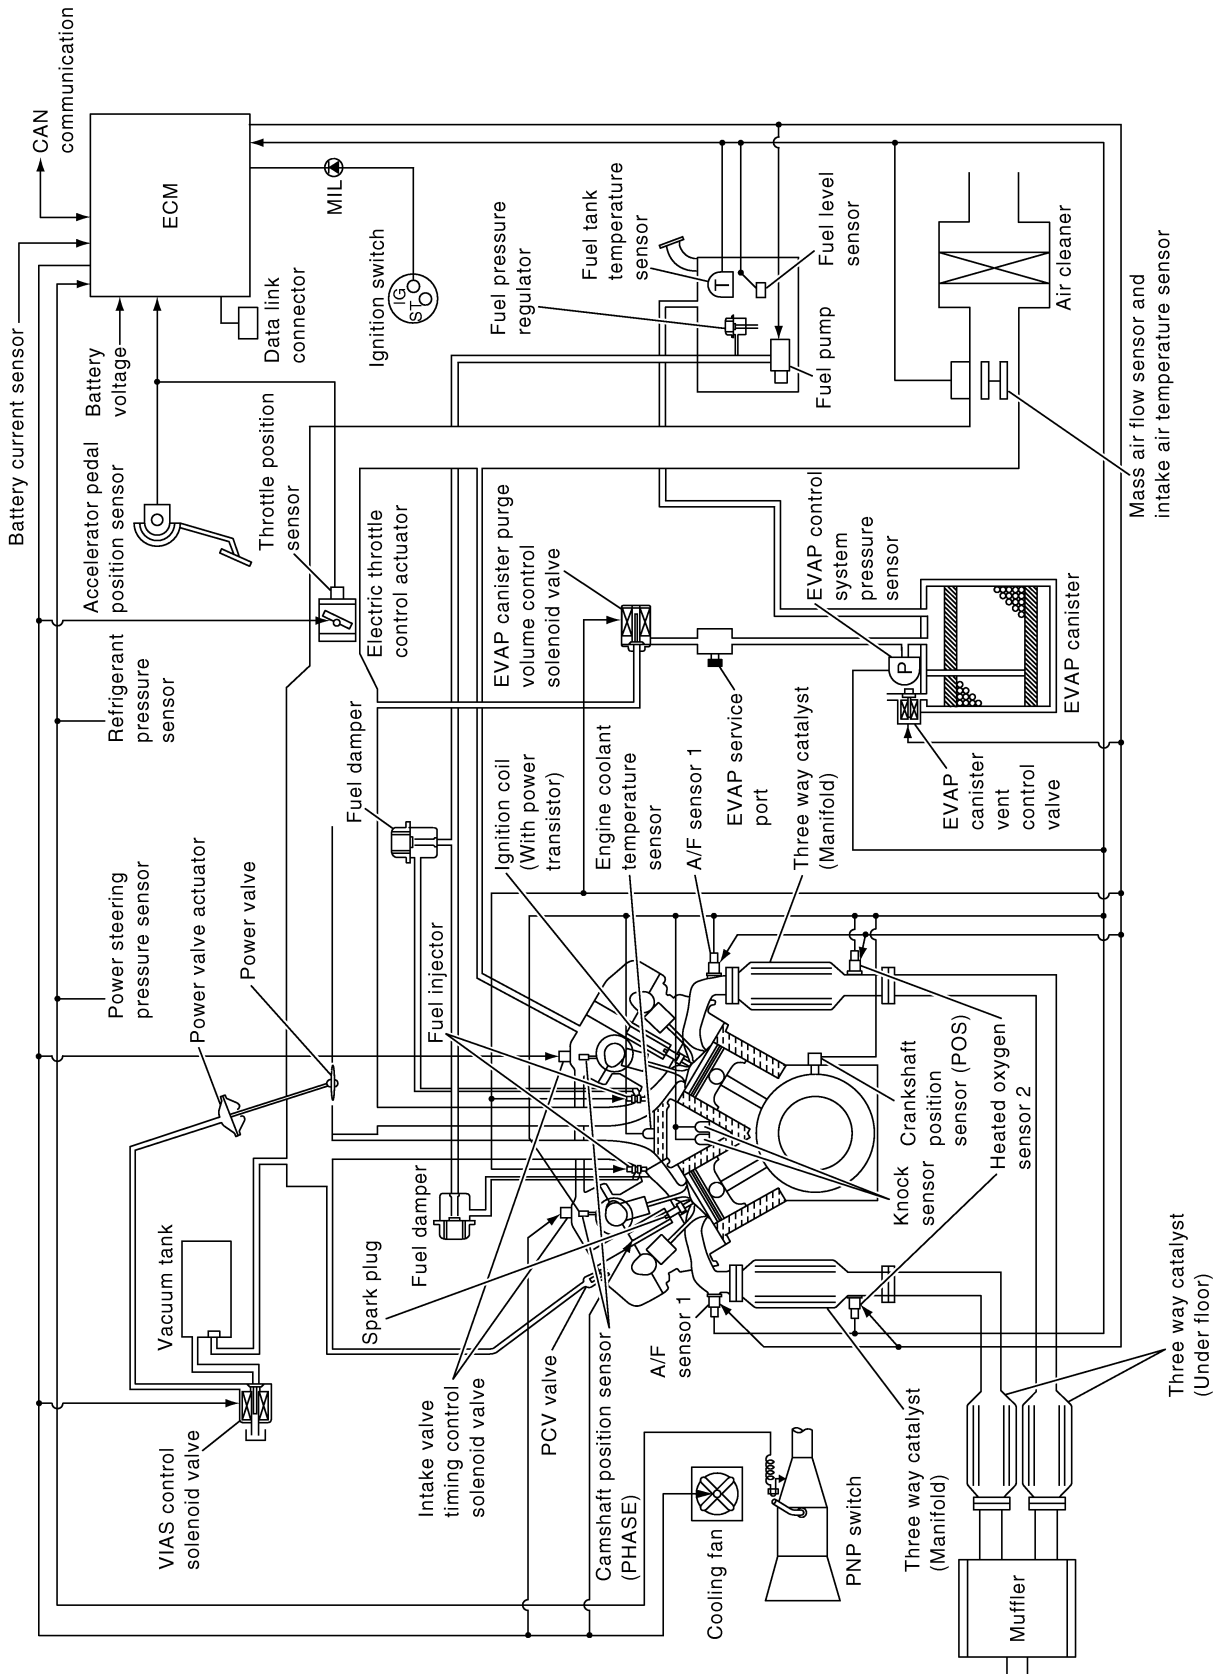 Battery current sensor
CAN
communication
ECM
MIL
Ignition switch
IG
ST
Data link
connector
Battery
voltage
Accelerator pedal
position sensor
Throttle position
sensor
Electric throttle
control actuator
Refrigerant
pressure
sensor
Power steering
pressure sensor
Power valve actuator
Power valve
Vacuum tank
VIAS control
solenoid valve
Fuel pressure
regulator
Fuel tank
temperature
sensor
T
Fuel level
sensor
Fuel pump
Air cleaner
Mass air flow sensor and
intake air temperature sensor
EVAP canister purge
volume control
solenoid valve
EVAP control
system
pressure
sensor
P
EVAP canister
EVAP service
port
EVAP
canister
vent
control
valve
Fuel damper
Ignition coil
(With power
transistor)
Engine coolant
temperature
sensor
A/F sensor 1
Three way catalyst
(Manifold)
Fuel injector
Fuel damper
Spark plug
Intake valve
timing control
solenoid valve
PCV valve
Camshaft position sensor
(PHASE)
A/F
sensor 1
Knock
sensor
Crankshaft
position
sensor (POS)
Heated oxygen
sensor 2
Three way catalyst
(Under floor)
Three way catalyst
(Manifold)
Cooling fan
PNP switch
Muffler